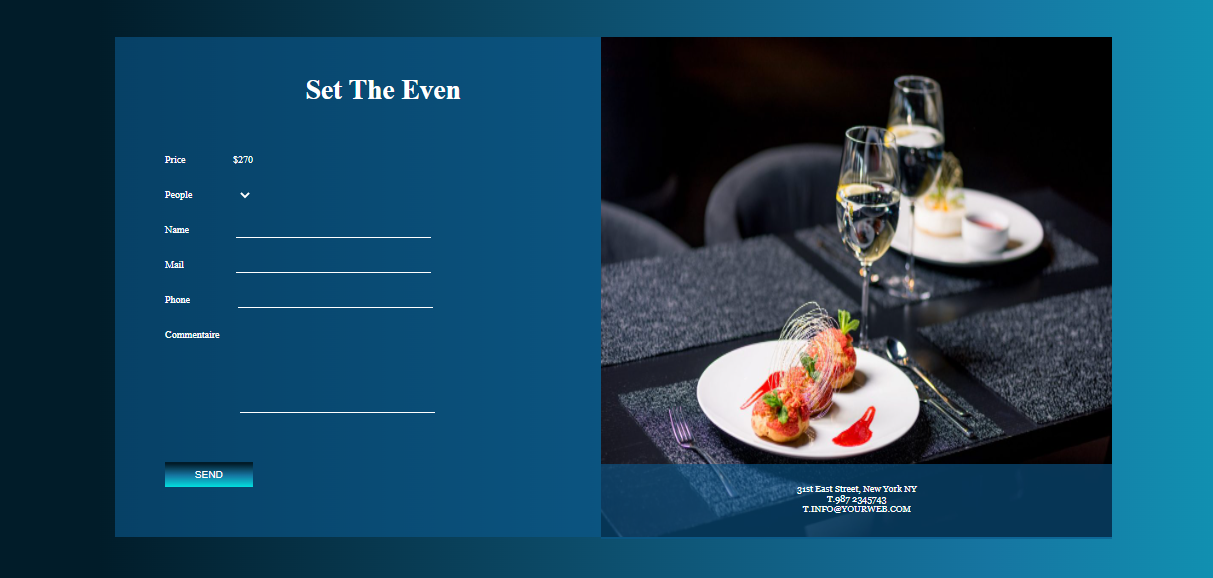 Set The Even
Price $270
People
Name
Mail
Phone
Commentaire
SEND
31st East Street, New York NY
T.987 2345743
T.INFO@YOURWEB.COM